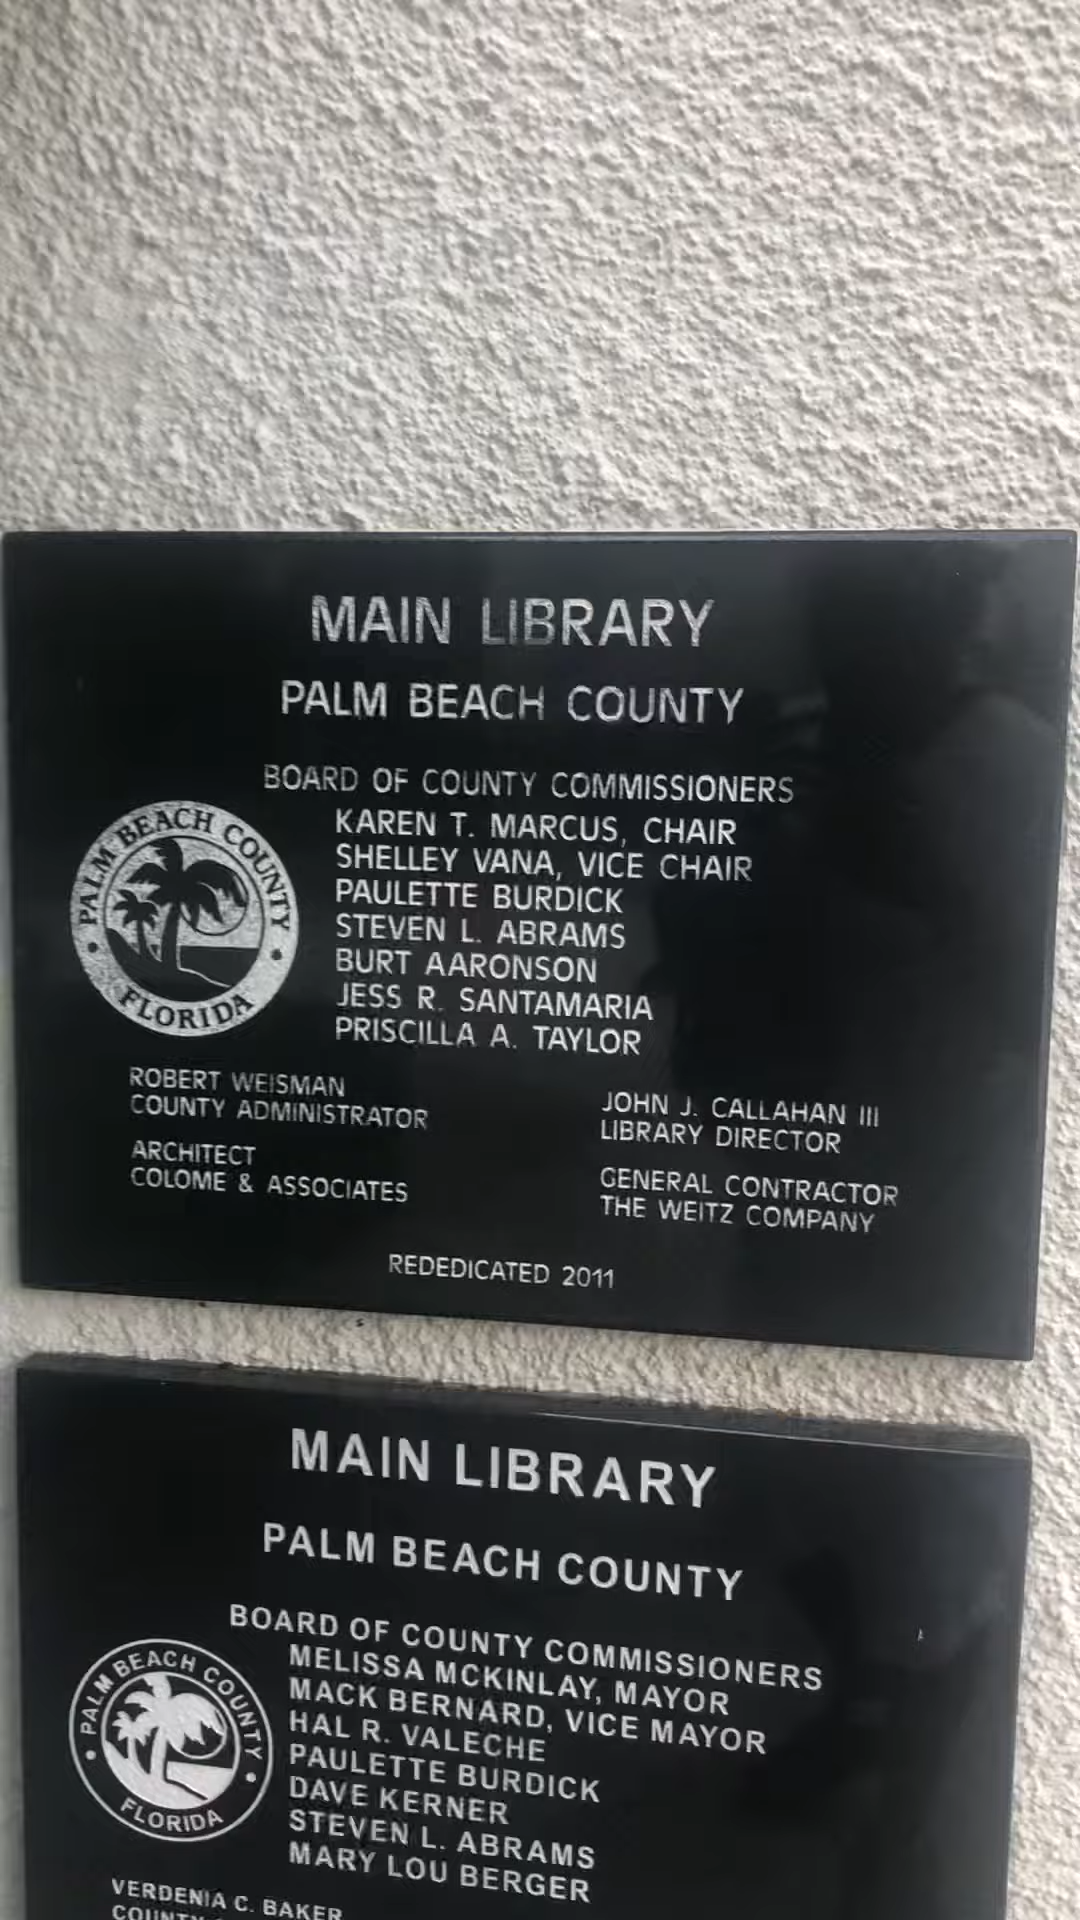 MAIN LIBRARY
PALM BEACH COUNTY
BOARD OF COUNTY COMMISSIONERS
KAREN T. MARCUS, CHAIR
SHELLEY VANA, VICE CHAIR
PAULETTE BURDICK
STEVEN L. ABRAMS
BURT AARONSON
JESS R. SANTAMARIA
PRISCILLA A. TAYLOR
PALM BEACH COUNTY
FLORIDA
ROBERT WEISMAN
COUNTY ADMINISTRATOR
ARCHITECT
COLOME & ASSOCIATES
JOHN J. CALLAHAN III
LIBRARY DIRECTOR
GENERAL CONTRACTOR
THE WEITZ COMPANY
REDEDICATED 2011
MAIN LIBRARY
PALM BEACH COUNTY
BOARD OF COUNTY COMMISSIONERS
MELISSA MCKINLAY, MAYOR
MACK BERNARD, VICE MAYOR
HAL R. VALECHE
PAULETTE BURDICK
DAVE KERNER
STEVEN L. ABRAMS
MARY LOU BERGER
PALM BEACH COUNTY
FLORIDA
VERDENIA C. BAKER
COUNTY